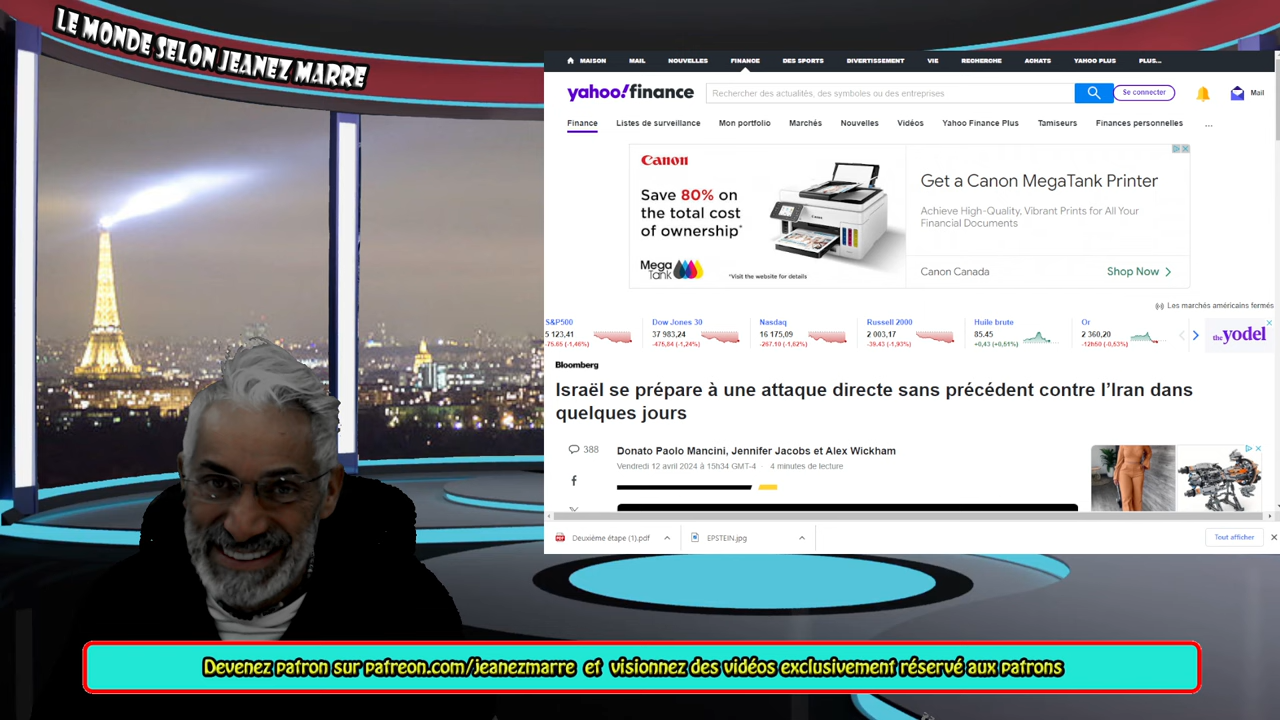 LE MONDE SELON JEANEZ MARRE
MAISON MAIL NOUVELLES FINANCE DES SPORTS DIVERTISSEMENT VIE RECHERCHE ACHATS YAHOO PLUS PLUS...
yahoo!finance Rechercher des actualités, des symboles ou des entreprises Se connecter Mail
Finance Listes de surveillance Mon portfolio Marchés Nouvelles Vidéos Yahoo Finance Plus Tamiseurs Finances personnelles ...
Canon
Save 80% on
the total cost
of ownership*
Mega
Tank
*Visit the website for details
Get a Canon MegaTank Printer
Achieve High-Quality, Vibrant Prints for All Your
Financial Documents
Canon Canada Shop Now
Les marchés américains fermés
S&P500 Dow Jones 30 Nasdaq Russell 2000 Huile brute Or
5 123,41 37 983,24 16 175,09 2 003,17 85.45 2 360,20
-75.65 (-1,46%) -475,84 (-1,24%) -267.10 (-1,62%) -39,43 (-1,93%) +0,43 (+0,51%) -12h50 (-0,53%)
the yodel
Bloomberg
Israël se prépare à une attaque directe sans précédent contre l'Iran dans
quelques jours
388 Donato Paolo Mancini, Jennifer Jacobs et Alex Wickham
Vendredi 12 avril 2024 à 15h34 GMT-4 · 4 minutes de lecture
Deuxième étape (1).pdf EPSTEIN.jpg Tout afficher
Devenez patron sur patreon.com/jeanezmarre et visionnez des vidéos exclusivement réservé aux patrons